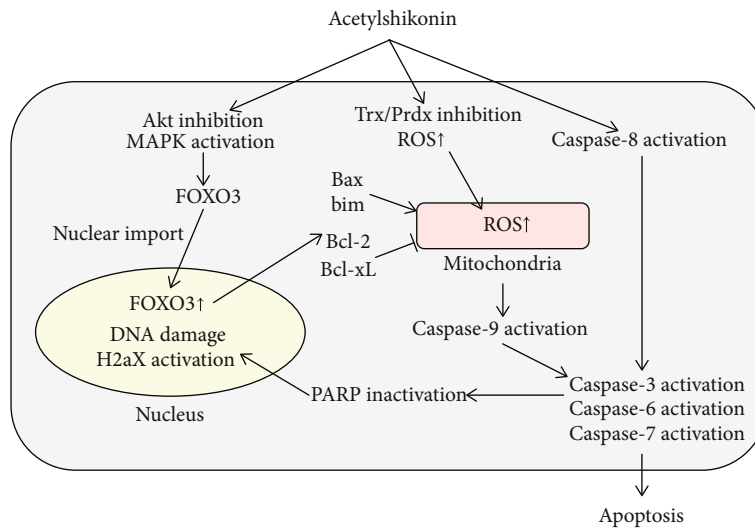 Acetylshikonin
Akt inhibition
MAPK activation
Trx/Prdx inhibition
ROS↑
Caspase-8 activation
FOXO3
Bax
bim
Nuclear import
ROS↑
Bcl-2
Bcl-xL
Mitochondria
FOXO3↑
DNA damage
H2aX activation
Caspase-9 activation
Nucleus
PARP inactivation
Caspase-3 activation
Caspase-6 activation
Caspase-7 activation
Apoptosis